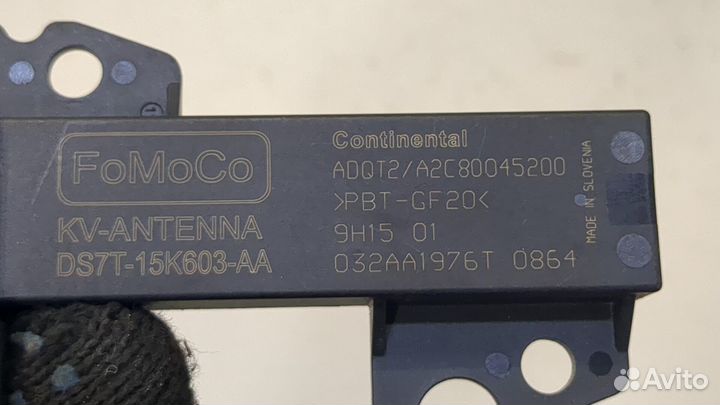 FoMoCo
KV-ANTENNA
DS7T-15K603-AA
Continental
ADQT2/A2C80045200
>PBT-GF20<
9H15 01
032AA1976T 0864
MADE IN SLOVENIA
1
Avito